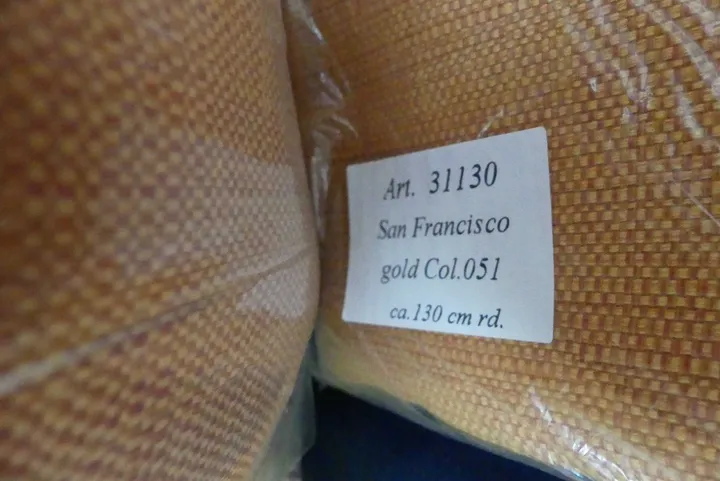 Art. 31130
San Francisco
gold Col.051
ca.130 cm rd.